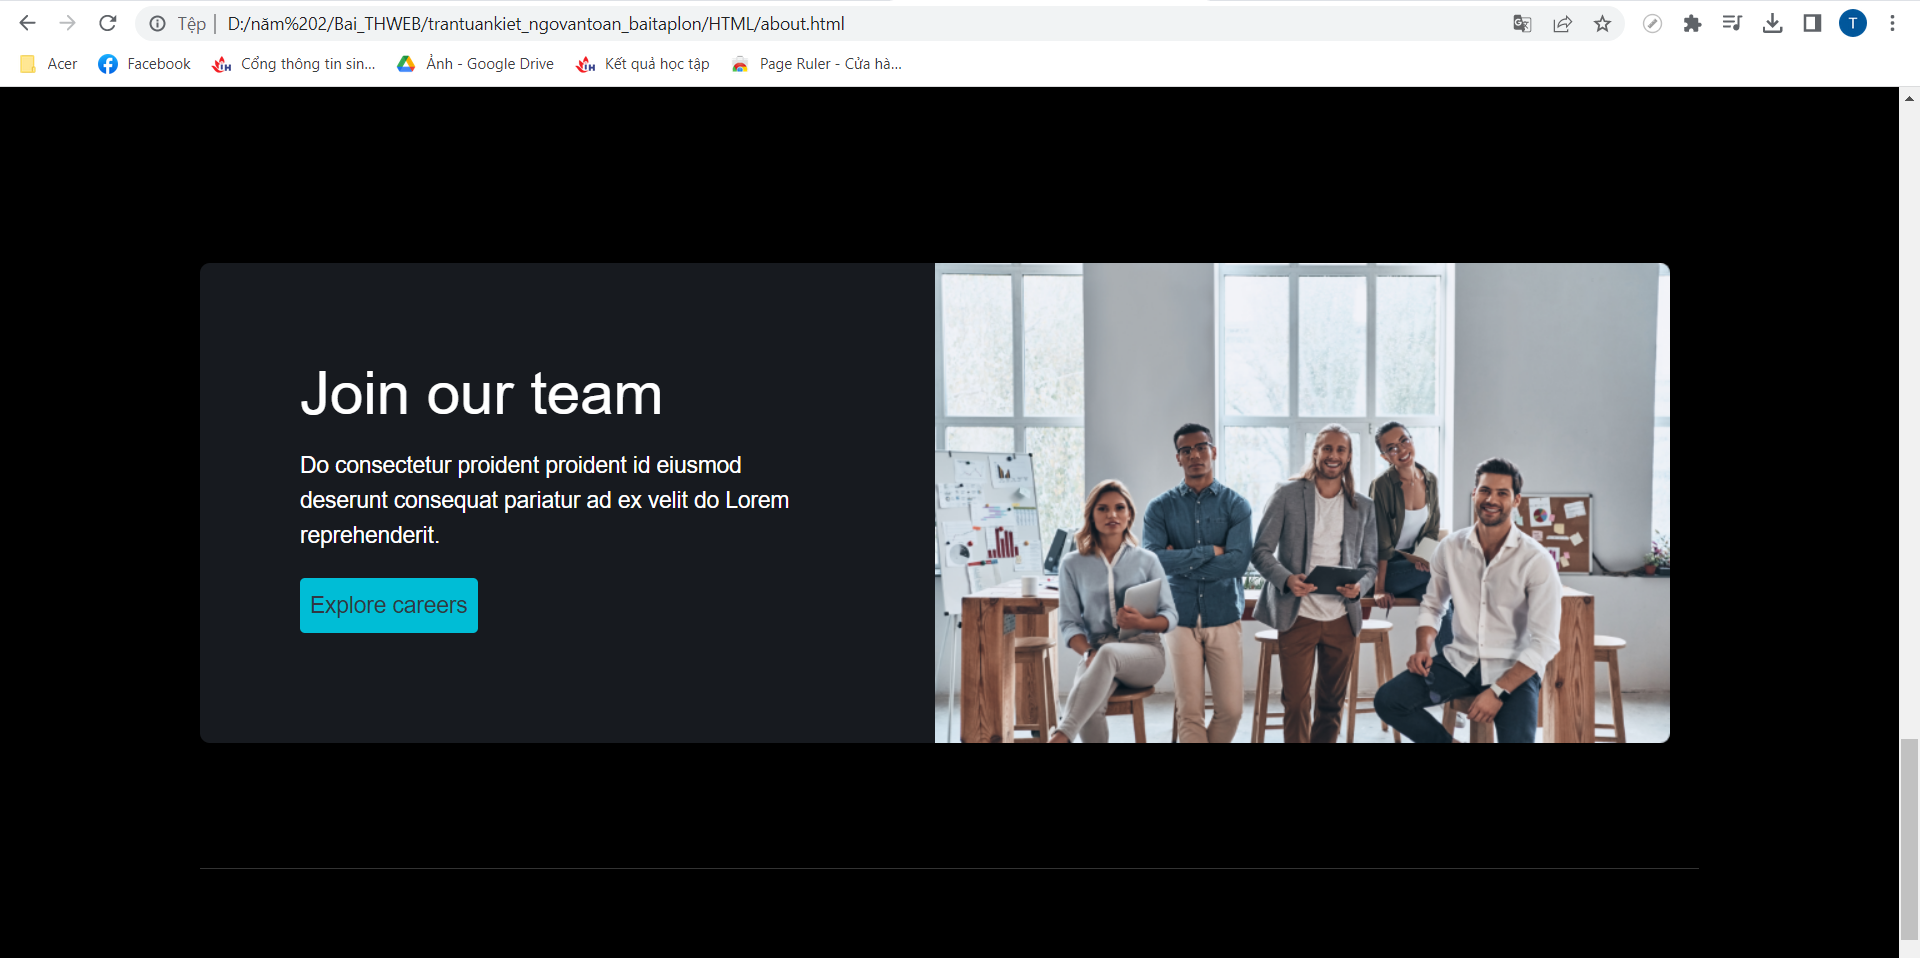 Tệp | D:/năm%202/Bai_THWEB/trantuankiet_ngovantoan_baitaplon/HTML/about.html
T
Acer Facebook Cổng thông tin sin... Ảnh - Google Drive Kết quả học tập Page Ruler - Cửa hà...
Join our team
Do consectetur proident proident id eiusmod
deserunt consequat pariatur ad ex velit do Lorem
reprehenderit.
Explore careers